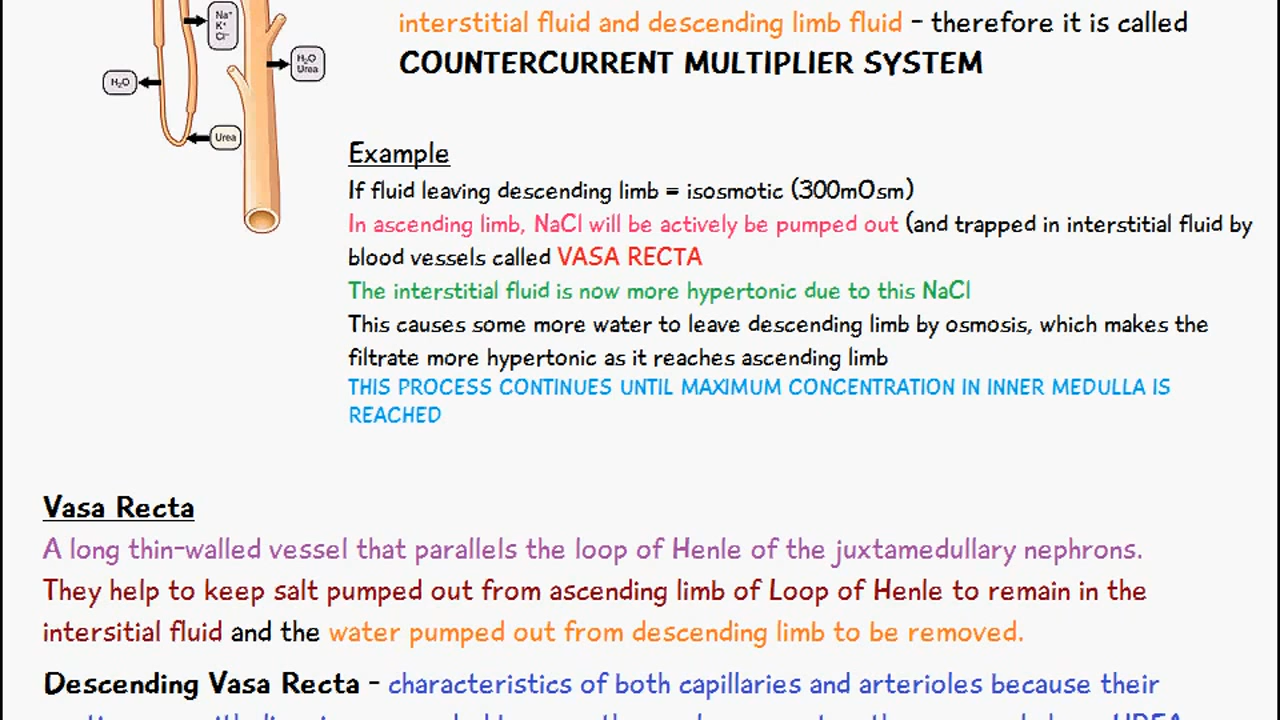 Na⁺
K⁺
Cl⁻
H₂O
Urea
H₂O
Urea
interstitial fluid and descending limb fluid - therefore it is called
COUNTERCURRENT MULTIPLIER SYSTEM
Example
If fluid leaving descending limb = isosmotic (300mOsm)
In ascending limb, NaCl will be actively be pumped out (and trapped in interstitial fluid by
blood vessels called VASA RECTA
The interstitial fluid is now more hypertonic due to this NaCl
This causes some more water to leave descending limb by osmosis, which makes the
filtrate more hypertonic as it reaches ascending limb
THIS PROCESS CONTINUES UNTIL MAXIMUM CONCENTRATION IN INNER MEDULLA IS
REACHED
Vasa Recta
A long thin-walled vessel that parallels the loop of Henle of the juxtamedullary nephrons.
They help to keep salt pumped out from ascending limb of Loop of Henle to remain in the
intersitial fluid and the water pumped out from descending limb to be removed.
Descending Vasa Recta - characteristics of both capillaries and arterioles because their